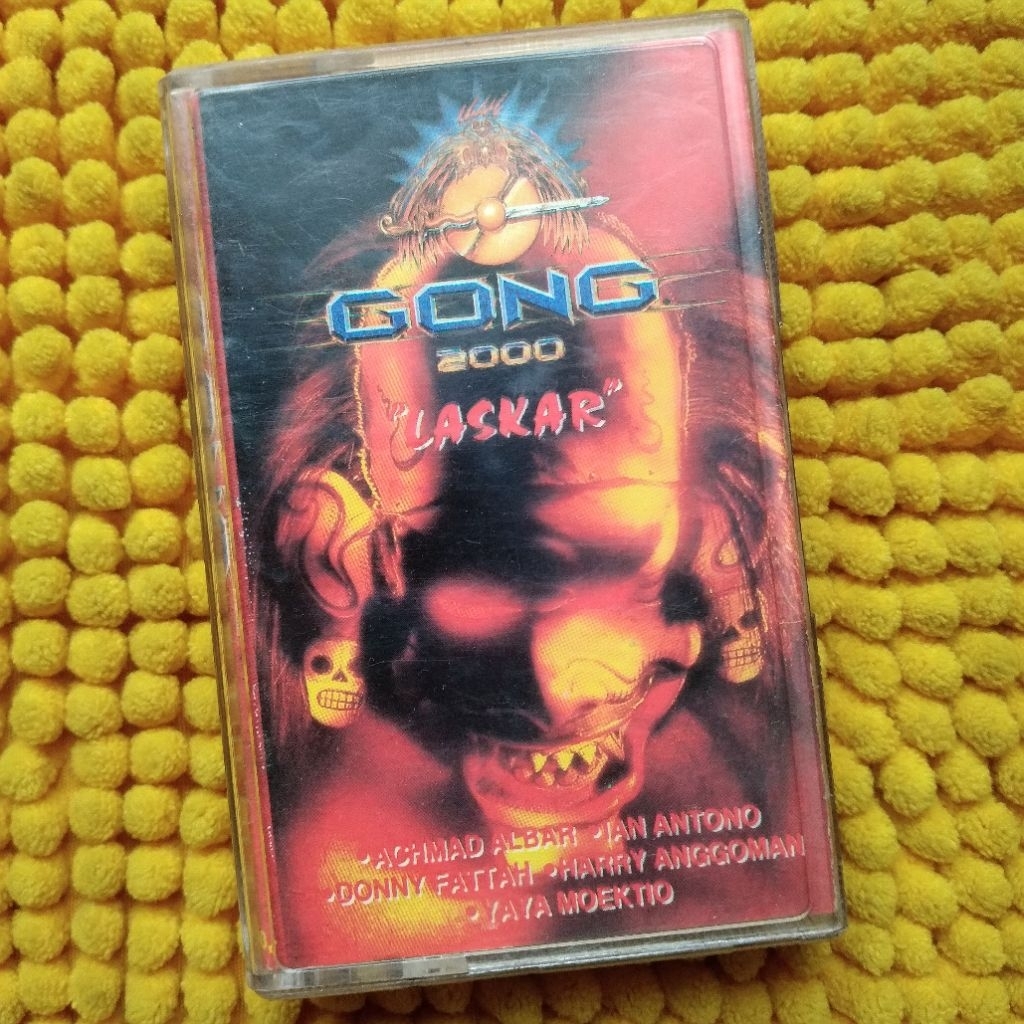 GONG
2000
"LASKAR"
•ACHMAD ALBAR •IAN ANTONO
•DONNY FATTAH •HARRY ANGGOMAN
•YAYA MOEKTIO